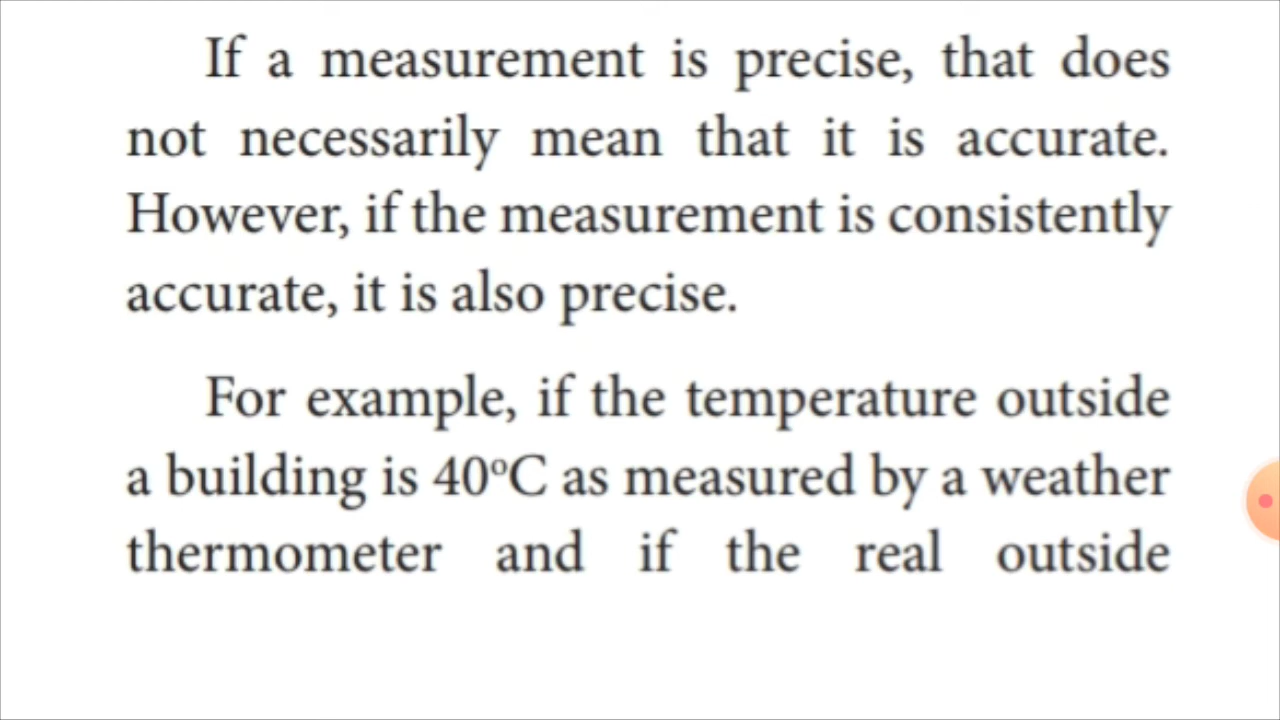 If a measurement is precise, that does
not necessarily mean that it is accurate.
However, if the measurement is consistently
accurate, it is also precise.
For example, if the temperature outside
a building is 40°C as measured by a weather
thermometer and if the real outside